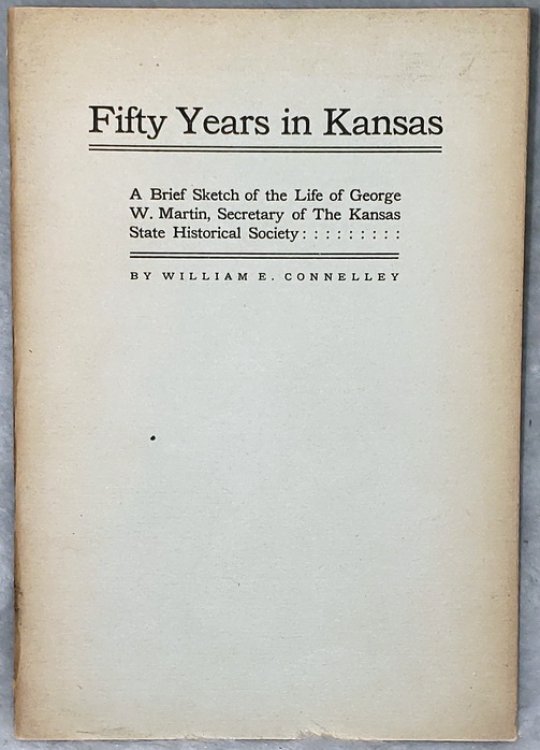 Fifty Years in Kansas
A Brief Sketch of the Life of George
W. Martin, Secretary of The Kansas
State Historical Society : : : : : : : : :
BY WILLIAM E. CONNELLEY